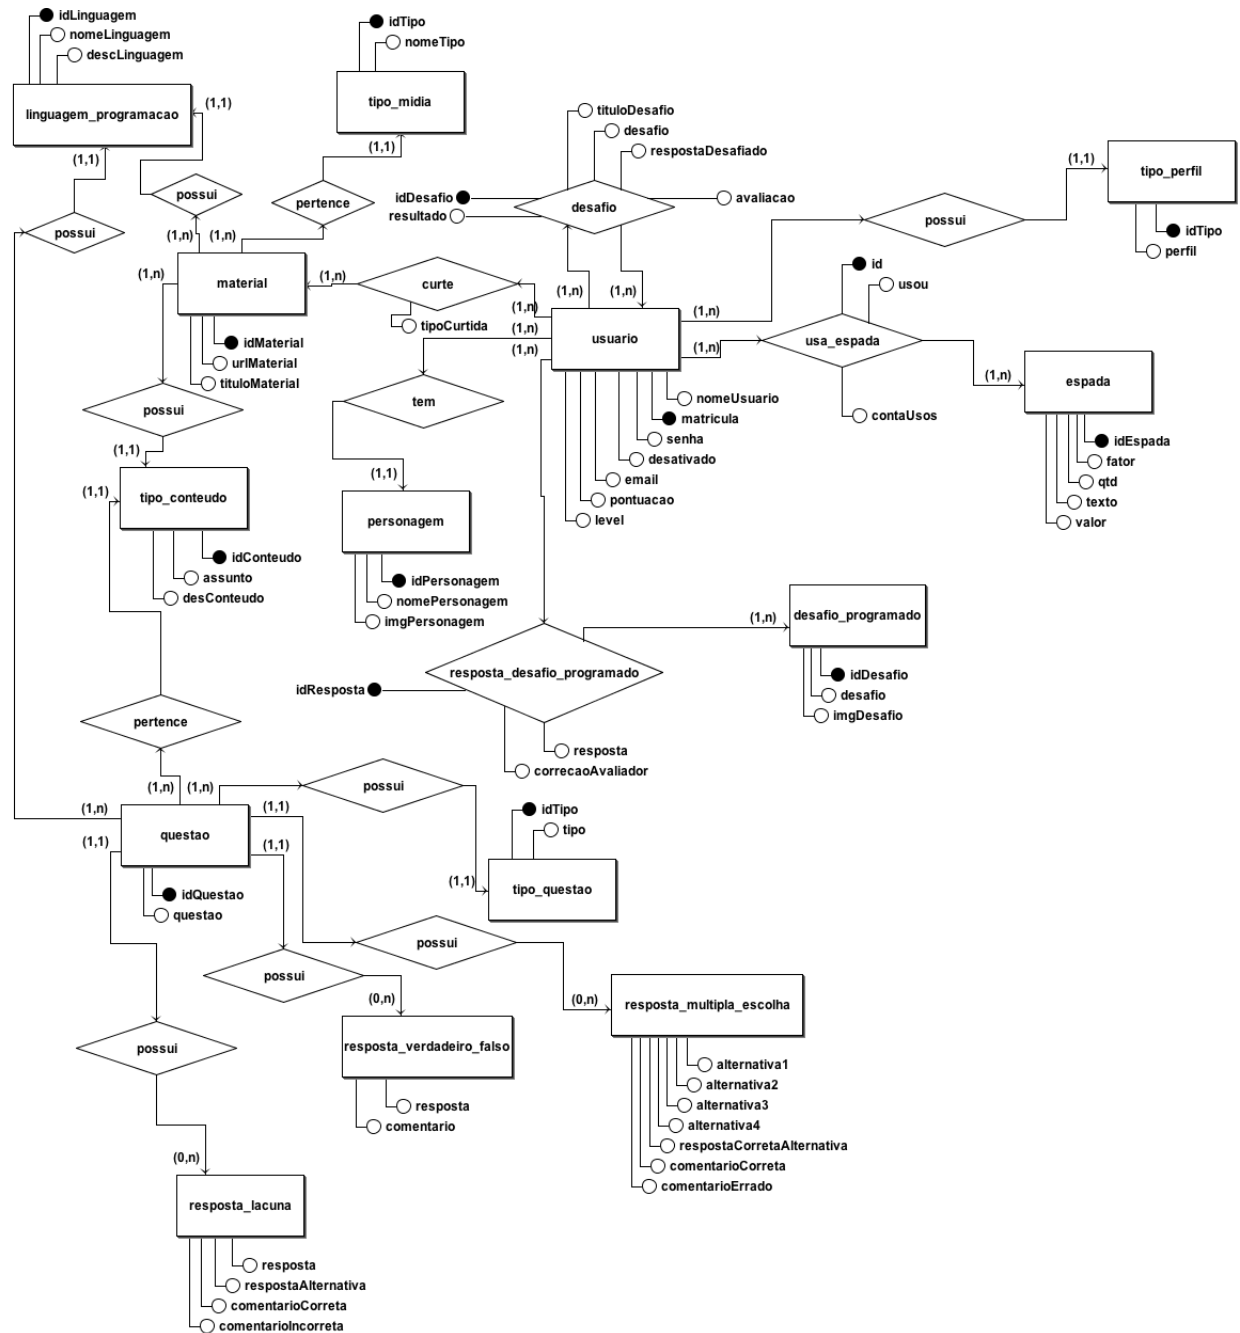 idLinguagem
nomeLinguagem
descLinguagem
linguagem_programacao
(1,1)
(1,1)
possui
possui
(1,n)
(1,n)
idTipo
nomeTipo
tipo_midia
(1,1)
pertence
tituloDesafio
desafio
respostaDesafiado
idDesafio
resultado
desafio
avaliacao
(1,n)
(1,n)
possui
(1,1)
tipo_perfil
idTipo
perfil
(1,n)
material
(1,n)
curte
tipoCurtida
idMaterial
urlMaterial
tituloMaterial
(1,n)
(1,n)
(1,n)
usuario
(1,n)
(1,n)
id
usou
usa_espada
contaUsos
(1,n)
espada
idEspada
fator
qtd
texto
valor
nomeUsuario
matricula
senha
desativado
email
pontuacao
level
possui
(1,1)
tem
(1,1)
personagem
idPersonagem
nomePersonagem
imgPersonagem
(1,1)
tipo_conteudo
idConteudo
assunto
desConteudo
(1,n)
desafio_programado
idDesafio
desafio
imgDesafio
resposta_desafio_programado
idResposta
resposta
correcaoAvaliador
pertence
(1,n)
(1,n)
possui
(1,n)
(1,1)
questao
(1,1)
(1,1)
idQuestao
questao
idTipo
tipo
(1,1)
tipo_questao
possui
possui
(0,n)
resposta_multipla_escolha
alternativa1
alternativa2
alternativa3
alternativa4
respostaCorretaAlternativa
comentarioCorreta
comentarioErrado
(0,n)
resposta_verdadeiro_falso
resposta
comentario
possui
(0,n)
resposta_lacuna
resposta
respostaAlternativa
comentarioCorreta
comentarioIncorreta